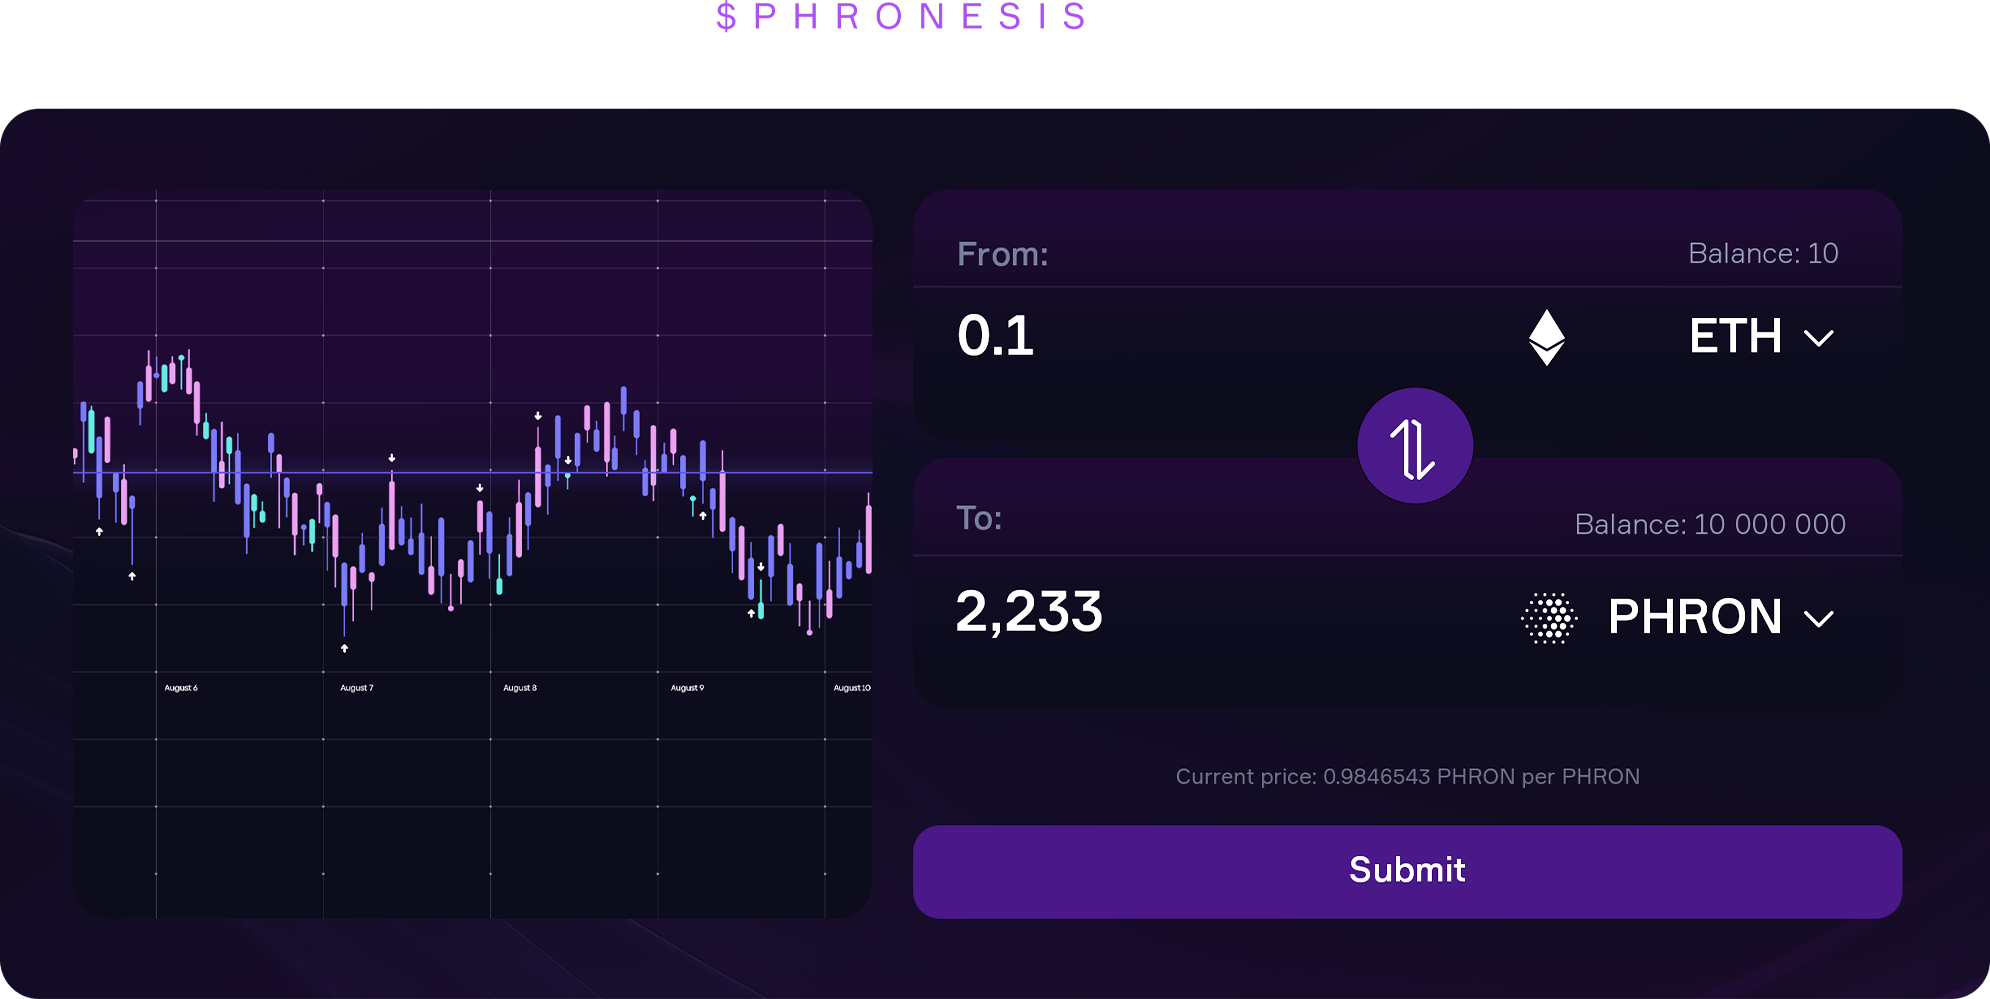 $PHRONESIS
August 6
August 7
August 8
August 9
August 10
From:
Balance: 10
0.1
ETH
To:
Balance: 10 000 000
2,233
PHRON
Current price: 0.9846543 PHRON per PHRON
Submit